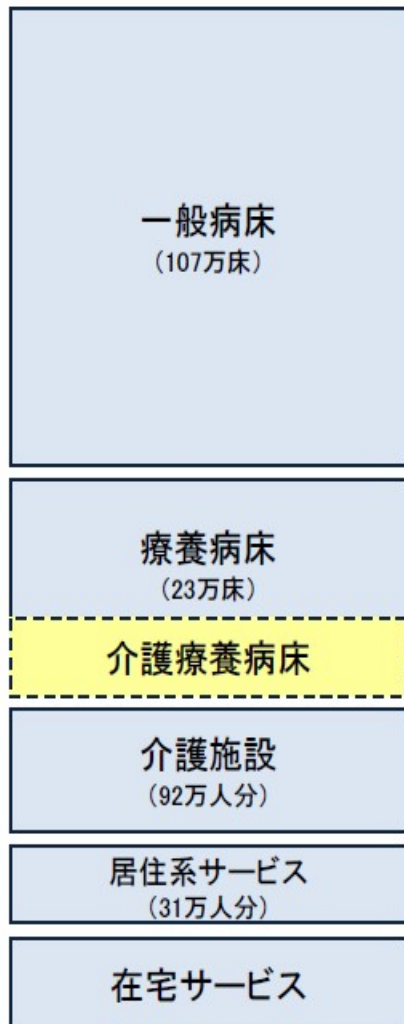 一般病床
（107万床）
療養病床
（23万床）
介護療養病床
介護施設
（92万人分）
居住系サービス
（31万人分）
在宅サービス